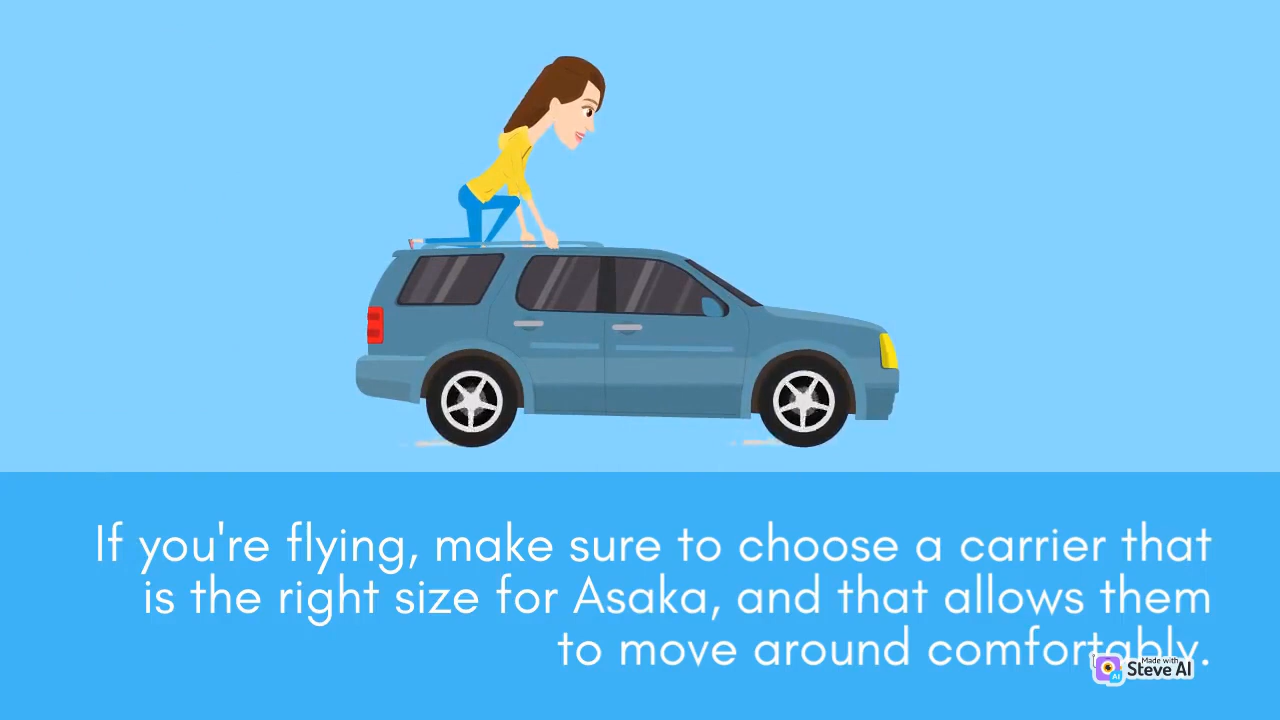 If you're flying, make sure to choose a carrier that
is the right size for Asaka, and that allows them
to move around comfortably.
Made with
Steve AI
AI